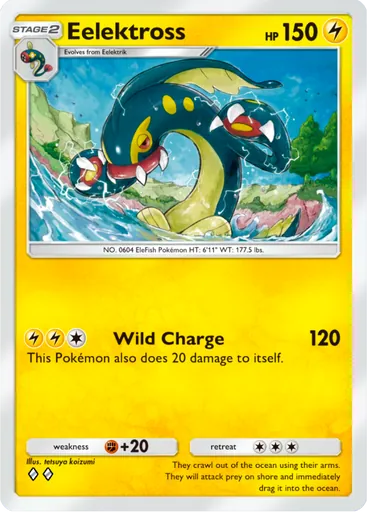 STAGE2
Eelektross
HP 150
Evolves from Eelektrik
NO. 0604 EleFish Pokémon HT: 6'11" WT: 177.5 lbs.
Wild Charge 120
This Pokémon also does 20 damage to itself.
weakness +20 retreat
Illus. tetsuya koizumi
They crawl out of the ocean using their arms.
They will attack prey on shore and immediately
drag it into the ocean.